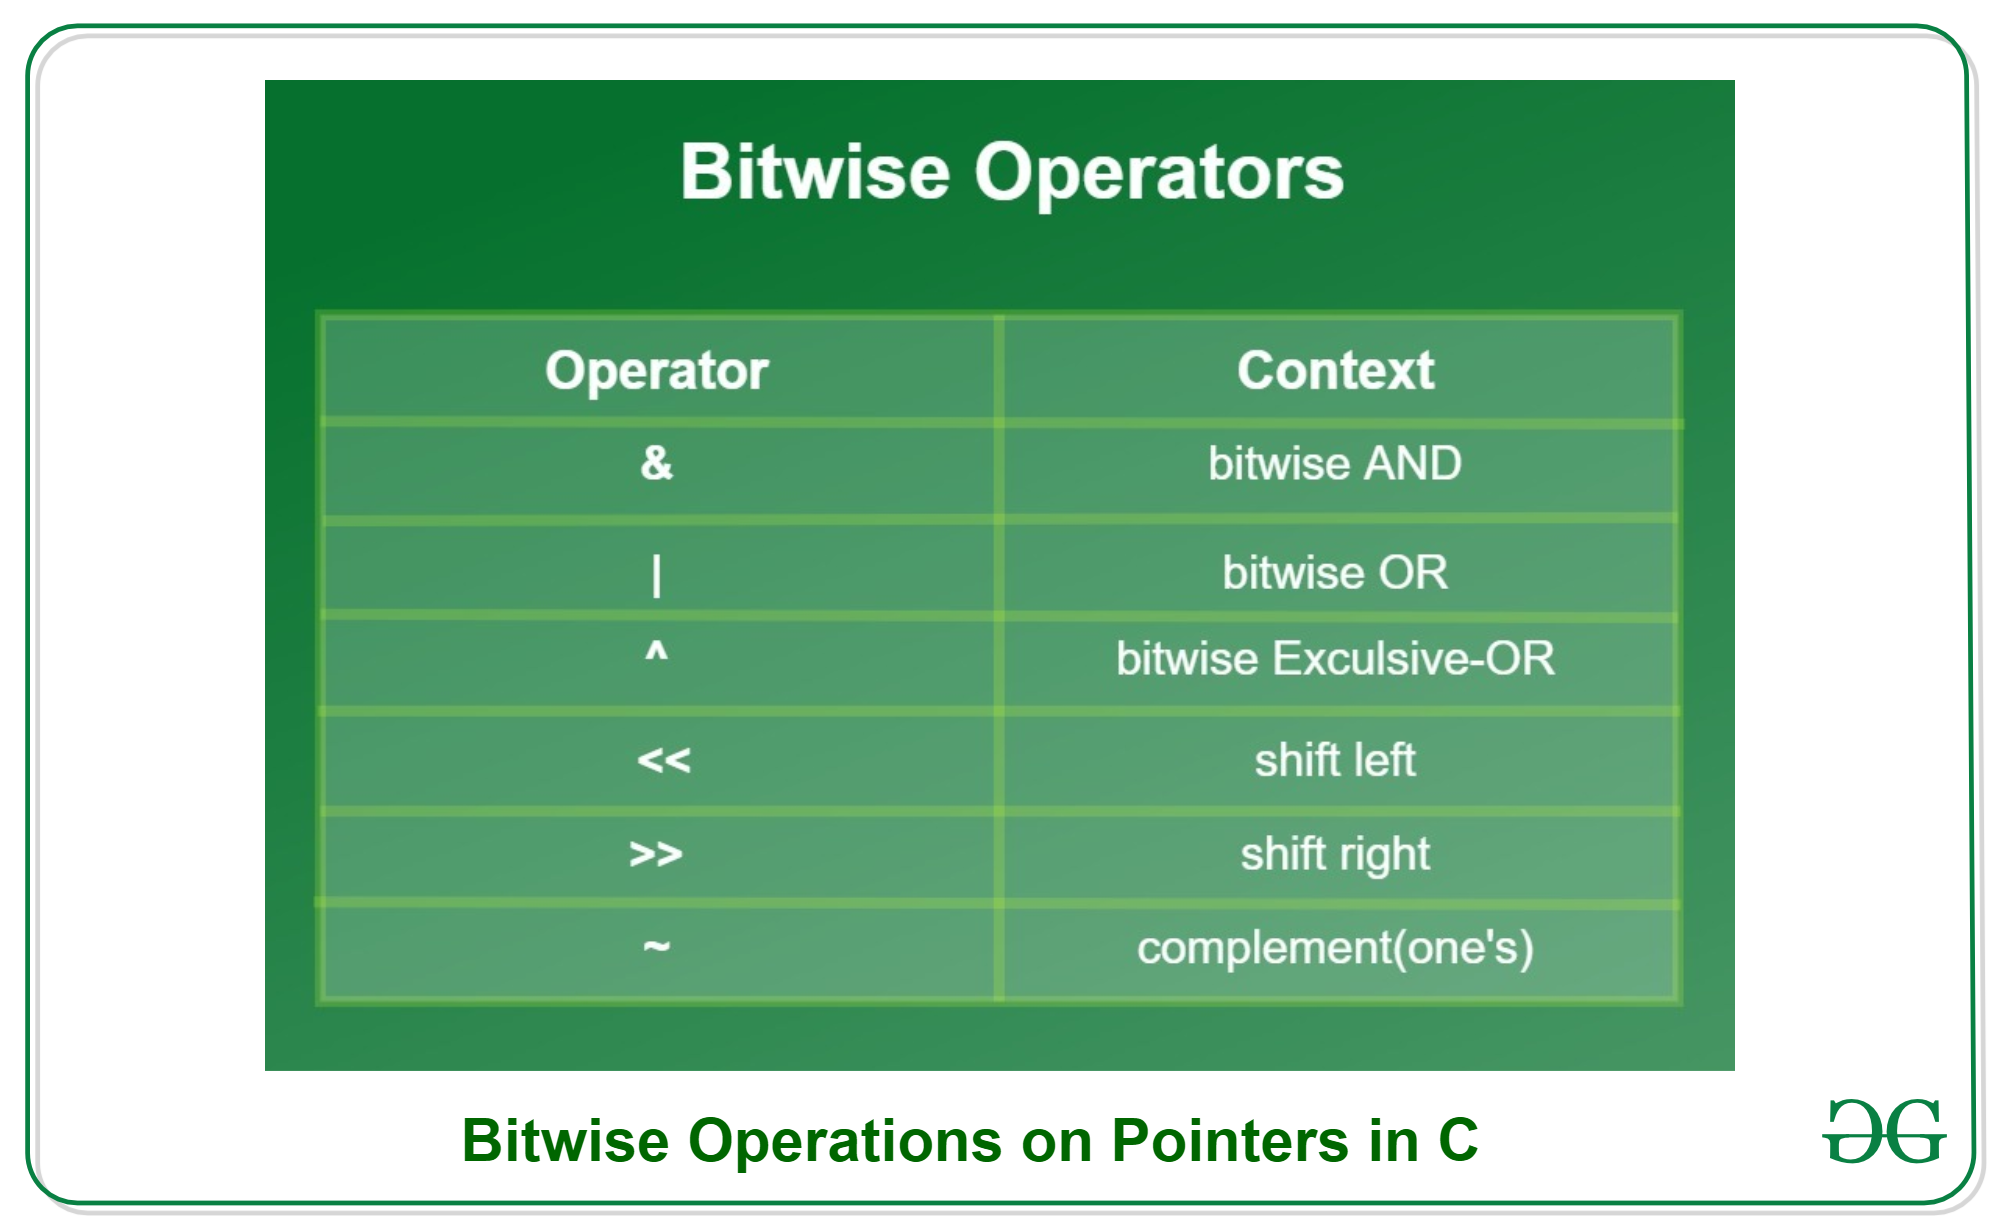 Bitwise Operators
Operator Context
& bitwise AND
| bitwise OR
^ bitwise Exculsive-OR
<< shift left
>> shift right
~ complement(one's)
Bitwise Operations on Pointers in C